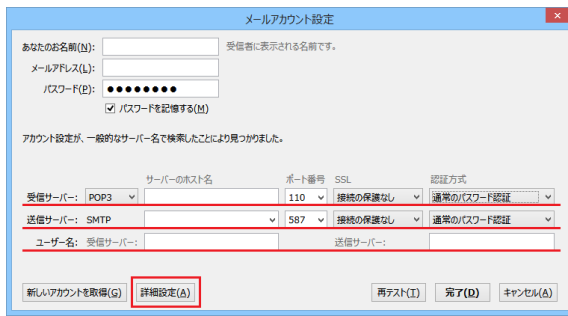 メールアカウント設定
あなたのお名前(N): 受信者に表示される名前です。
メールアドレス(L):
パスワード(P): ●●●●●●●●
パスワードを記憶する(M)
アカウント設定が、一般的なサーバー名で検索したことにより見つかりました。
サーバーのホスト名 ポート番号 SSL 認証方式
受信サーバー: POP3 110 接続の保護なし 通常のパスワード認証
送信サーバー: SMTP 587 接続の保護なし 通常のパスワード認証
ユーザー名: 受信サーバー: 送信サーバー:
新しいアカウントを取得(G) 詳細設定(A) 再テスト(T) 完了(D) キャンセル(A)